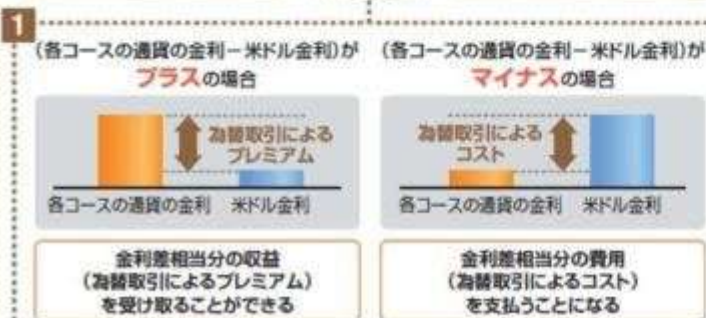 1
(各コースの通貨の金利-米ドル金利)が
プラスの場合
為替取引による
プレミアム
各コースの通貨の金利
米ドル金利
金利差相当分の収益
(為替取引によるプレミアム)
を受け取ることができる
(各コースの通貨の金利-米ドル金利)が
マイナスの場合
為替取引による
コスト
各コースの通貨の金利
米ドル金利
金利差相当分の費用
(為替取引によるコスト)
を支払うことになる